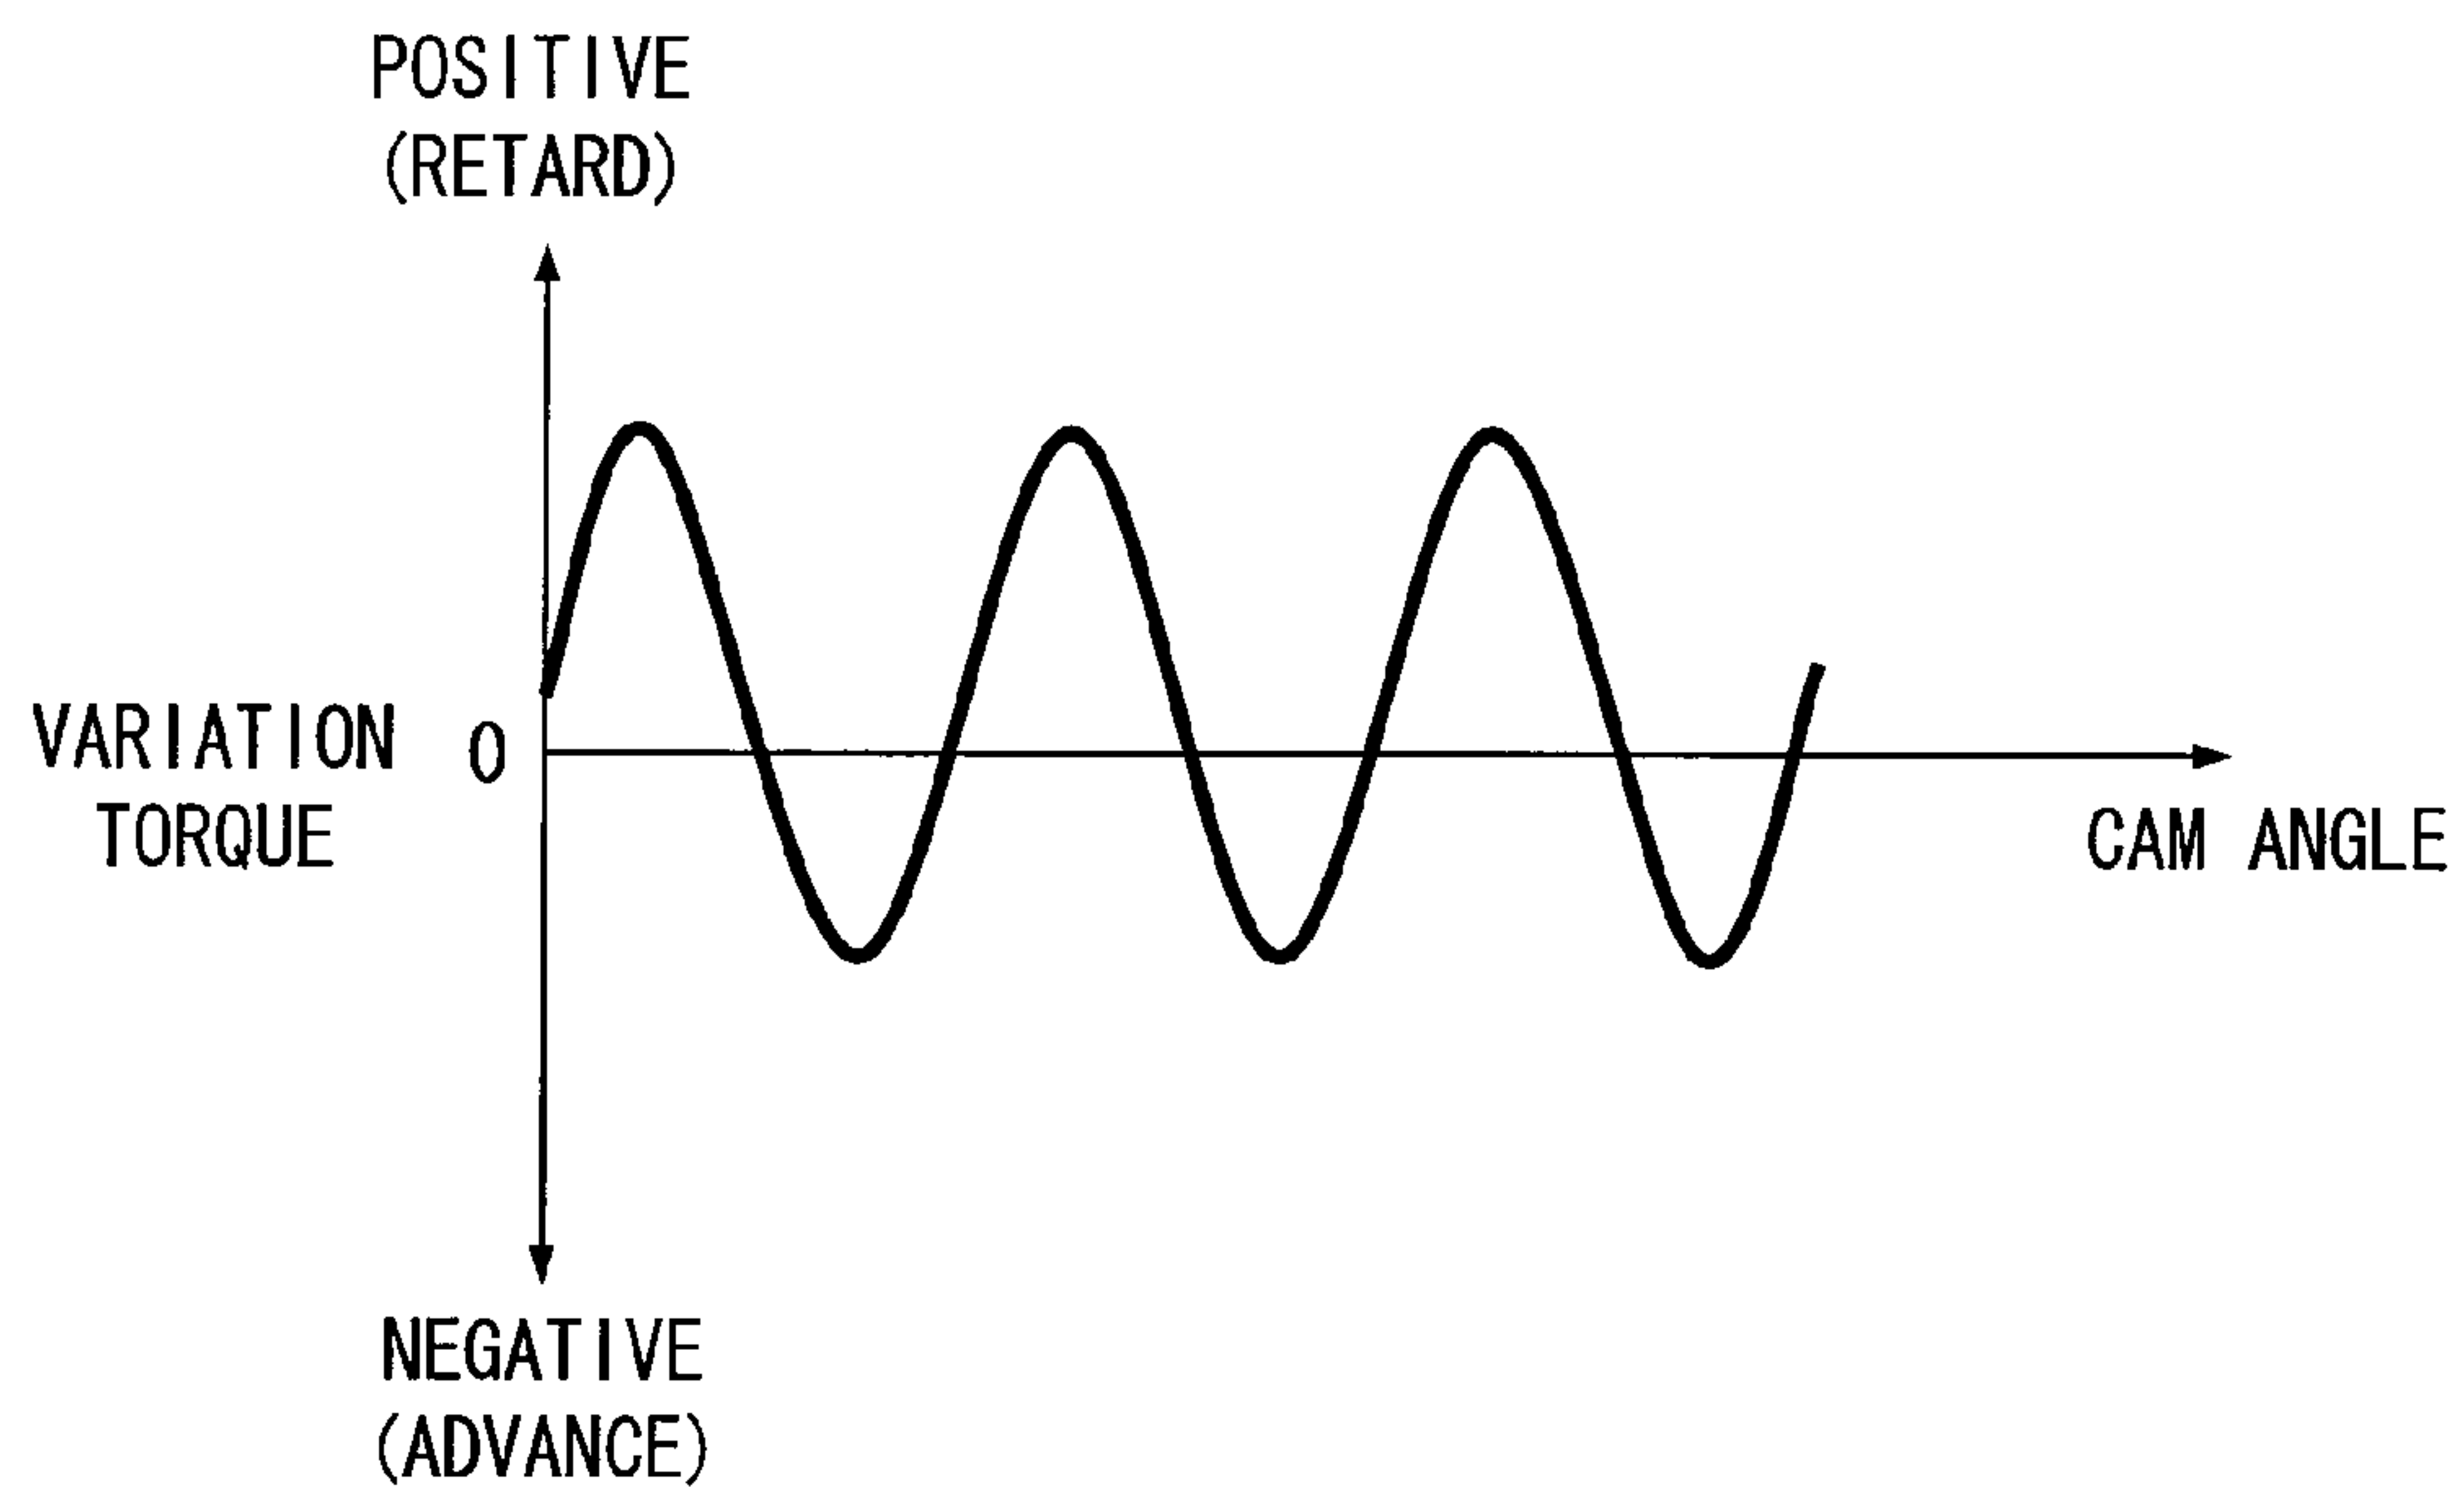 POSITIVE
(RETARD)
VARIATION
TORQUE
0
CAM ANGLE
NEGATIVE
(ADVANCE)